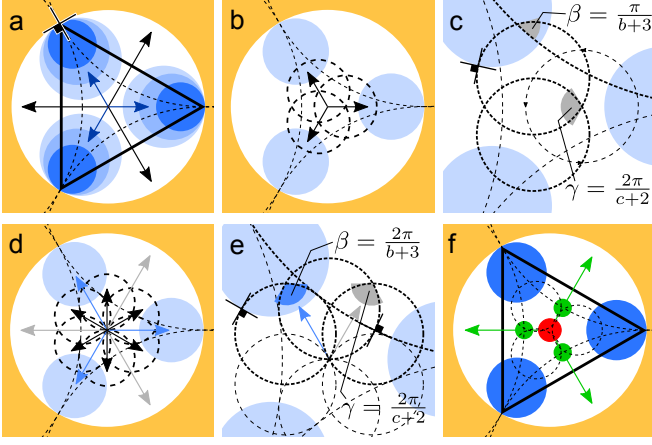 a
b
c
β = π/(b+3)
γ = 2π/(c+2)
d
e
β = 2π/(b+3)
γ = 2π/(c+2)
f